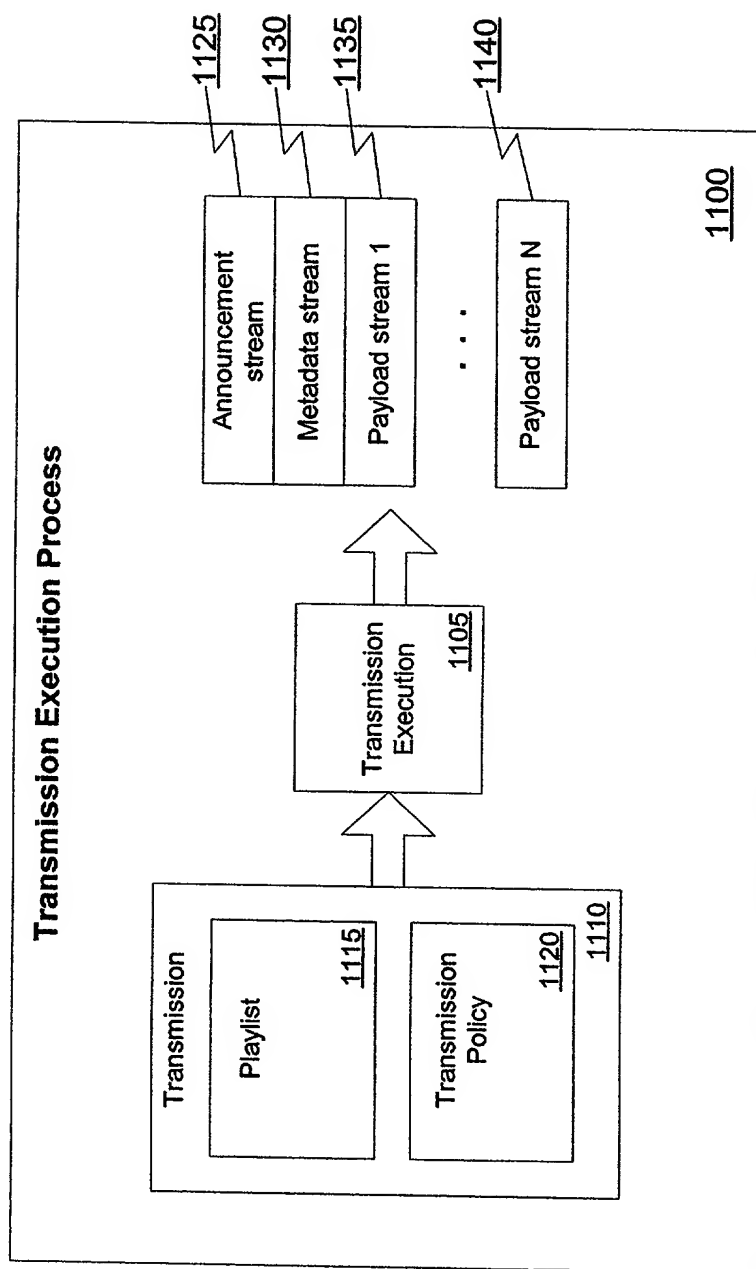 Transmission Execution Process
Transmission
Playlist
1115
Transmission
Policy
1120
1110
Transmission
Execution
1105
Announcement
stream
Metadata stream
Payload stream 1
. . .
Payload stream N
1125
1130
1135
1140
1100